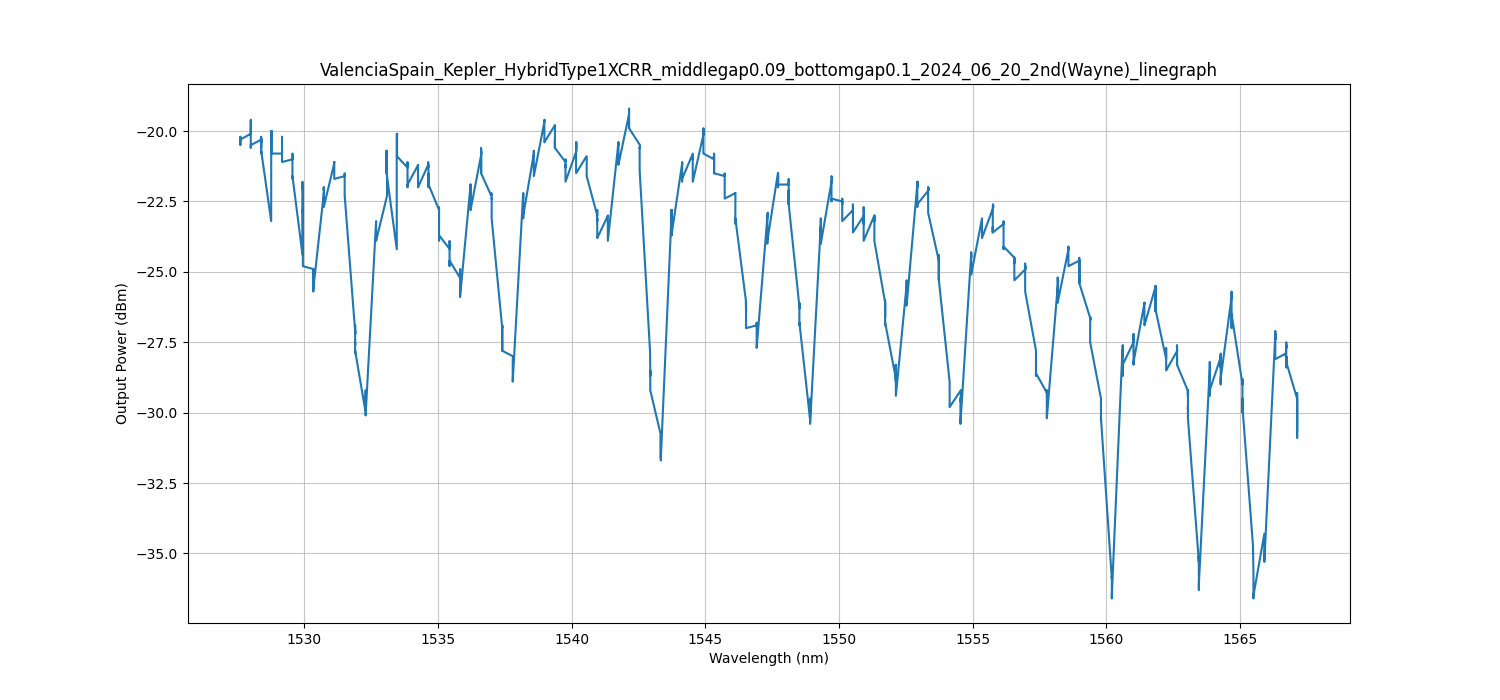 ValenciaSpain_Kepler_HybridType1XCRR_middlegap0.09_bottomgap0.1_2024_06_20_2nd(Wayne)_linegraph
Output Power (dBm)
−20.0
−22.5
−25.0
−27.5
−30.0
−32.5
−35.0
1530 1535 1540 1545 1550 1555 1560 1565
Wavelength (nm)